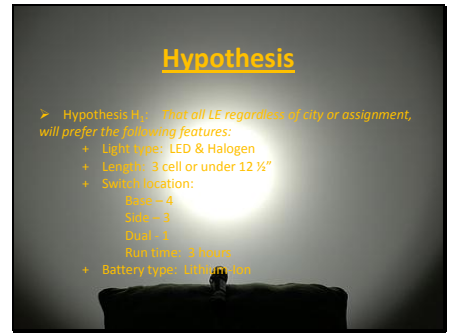 Hypothesis
➢ Hypothesis H₁: That all LE regardless of city or assignment,
will prefer the following features:
+ Light type: LED & Halogen
+ Length: 3 cell or under 12 ½”
+ Switch location:
Base – 4
Side –
Dual - 1
Run time: 3 hours
+ Battery type: Lithium-Ion